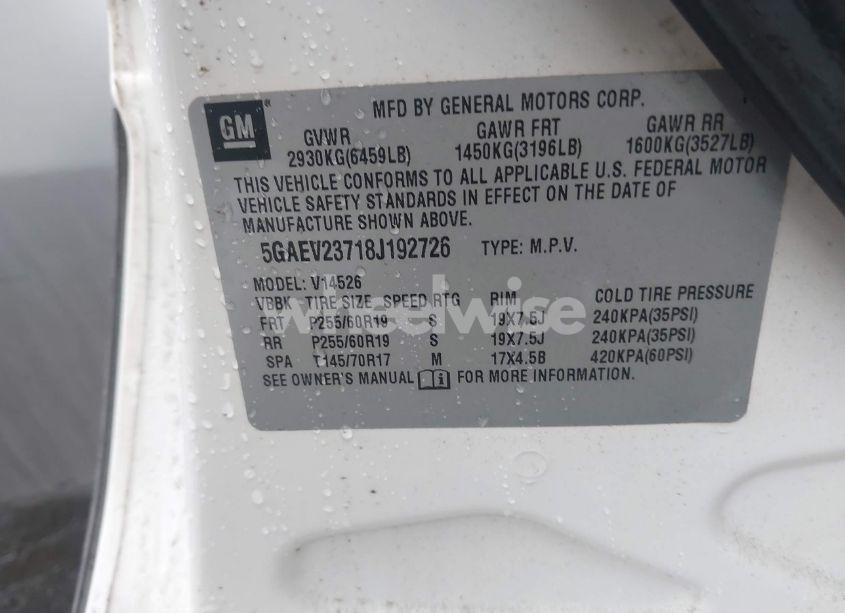 MFD BY GENERAL MOTORS CORP.
GM®
GVWR GAWR FRT GAWR RR
2930KG(6459LB) 1450KG(3196LB) 1600KG(3527LB)
THIS VEHICLE CONFORMS TO ALL APPLICABLE U.S. FEDERAL MOTOR
VEHICLE SAFETY STANDARDS IN EFFECT ON THE DATE OF
MANUFACTURE SHOWN ABOVE.
5GAEV23718J192726 TYPE: M.P.V.
MODEL: V14526
VBBK TIRE SIZE SPEED RTG RIM COLD TIRE PRESSURE
FRT P255/60R19 S 19X7.5J 240KPA(35PSI)
RR P255/60R19 S 19X7.5J 240KPA(35PSI)
SPA T145/70R17 M 17X4.5B 420KPA(60PSI)
SEE OWNER'S MANUAL i FOR MORE INFORMATION.
wheelwise